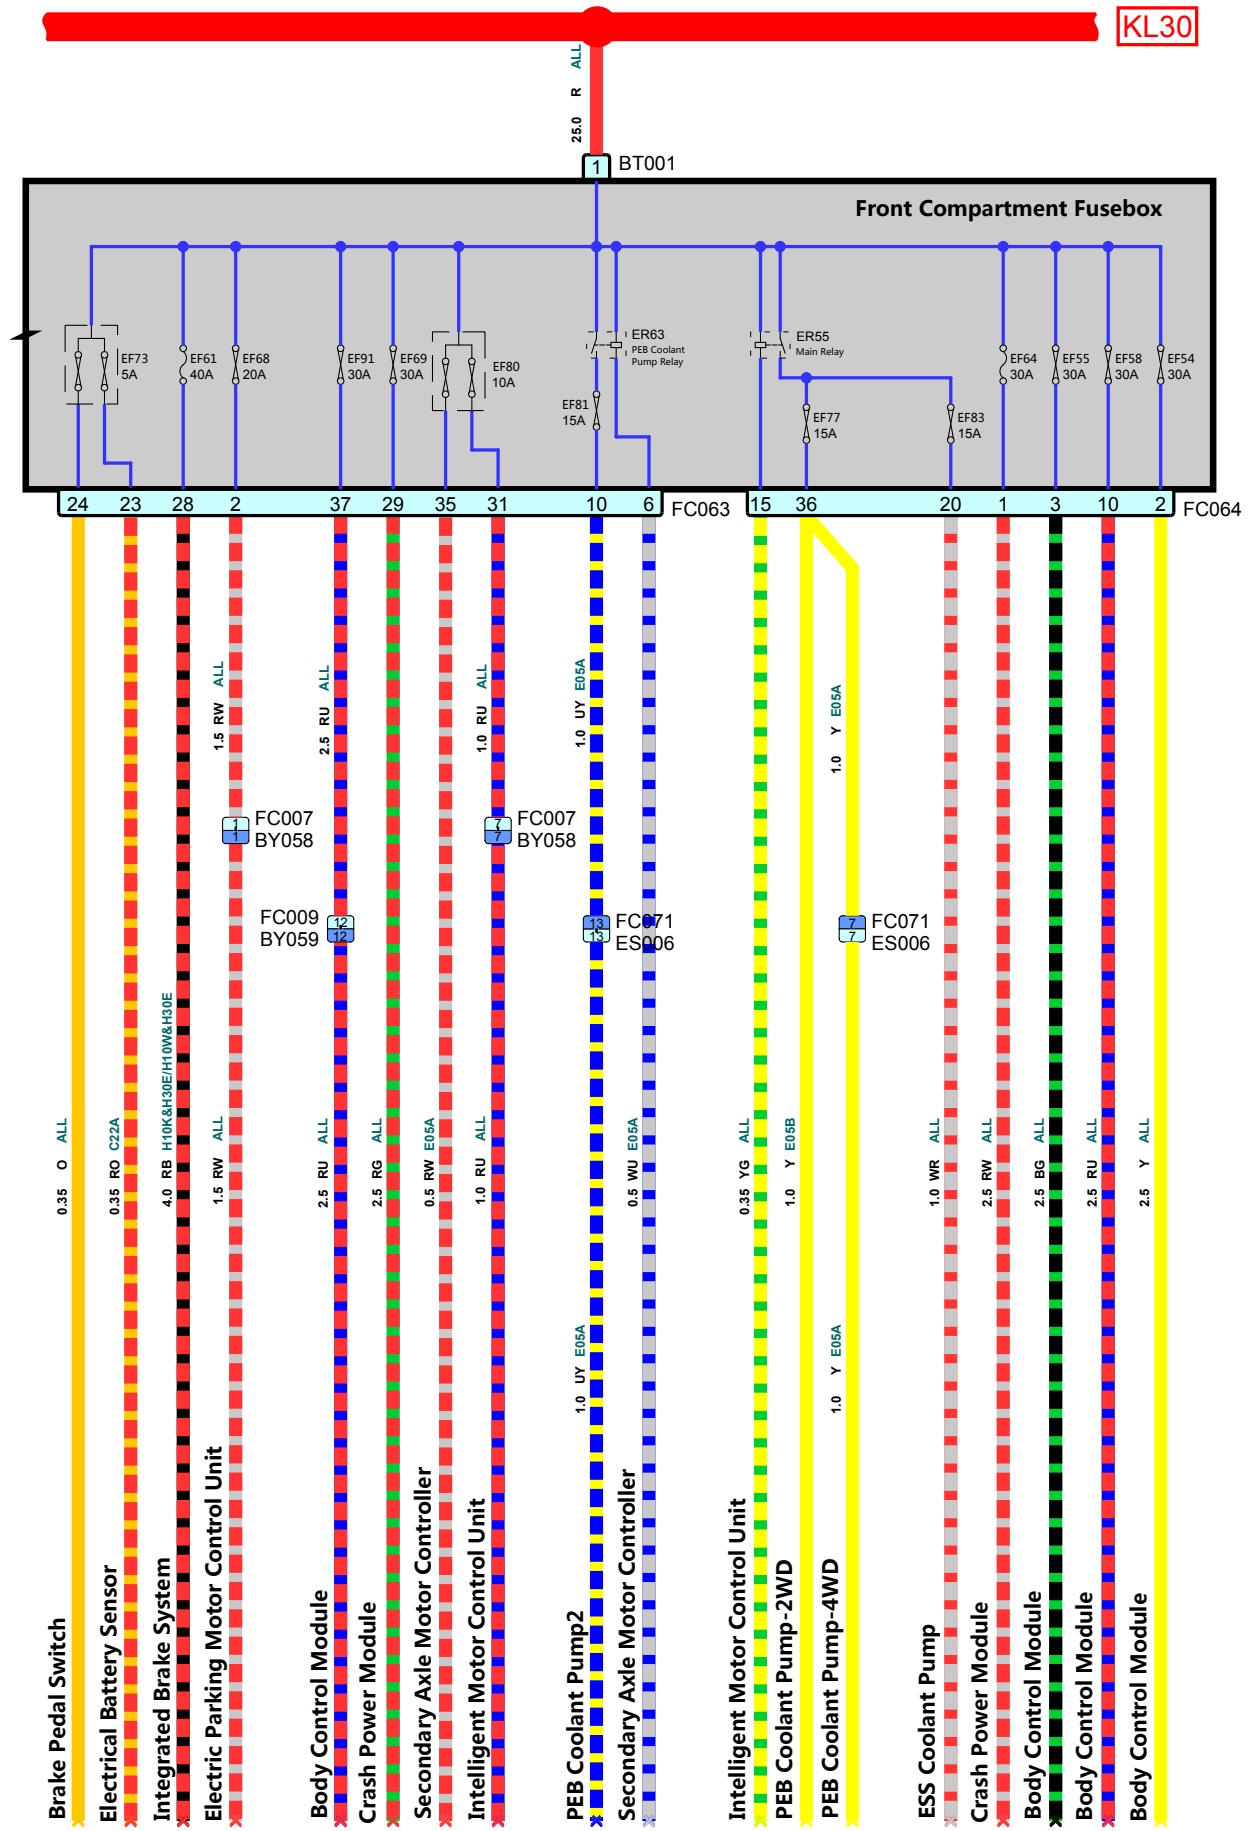 KL30
25.0 R ALL
1 BT001
Front Compartment Fusebox
EF73
5A
EF61
40A
EF68
20A
EF91
30A
EF69
30A
EF80
10A
ER63
PEB Coolant
Pump Relay
EF81
15A
ER55
Main Relay
EF77
15A
EF83
15A
EF64
30A
EF55
30A
EF58
30A
EF54
30A
24 23 28 2 37 29 35 31 10 6 FC063
15 36 20 1 3 10 2 FC064
1.5 RW ALL
2.5 RU ALL
1.0 RU ALL
1.0 UY E05A
1.0 Y E05A
1 FC007
1 BY058
7 FC007
7 BY058
FC009 12
BY059 12
13 FC071
13 ES006
7 FC071
7 ES006
0.35 O ALL
0.35 RO C22A
4.0 RB H10K&H30E/H10W&H30E
1.5 RW ALL
2.5 RU ALL
2.5 RG ALL
0.5 RW E05A
1.0 RU ALL
0.5 WU E05A
0.35 YG ALL
1.0 Y E05B
1.0 WR ALL
2.5 RW ALL
2.5 BG ALL
2.5 RU ALL
2.5 Y ALL
1.0 UY E05A
1.0 Y E05A
Brake Pedal Switch
Electrical Battery Sensor
Integrated Brake System
Electric Parking Motor Control Unit
Body Control Module
Crash Power Module
Secondary Axle Motor Controller
Intelligent Motor Control Unit
PEB Coolant Pump2
Secondary Axle Motor Controller
Intelligent Motor Control Unit
PEB Coolant Pump-2WD
PEB Coolant Pump-4WD
ESS Coolant Pump
Crash Power Module
Body Control Module
Body Control Module
Body Control Module